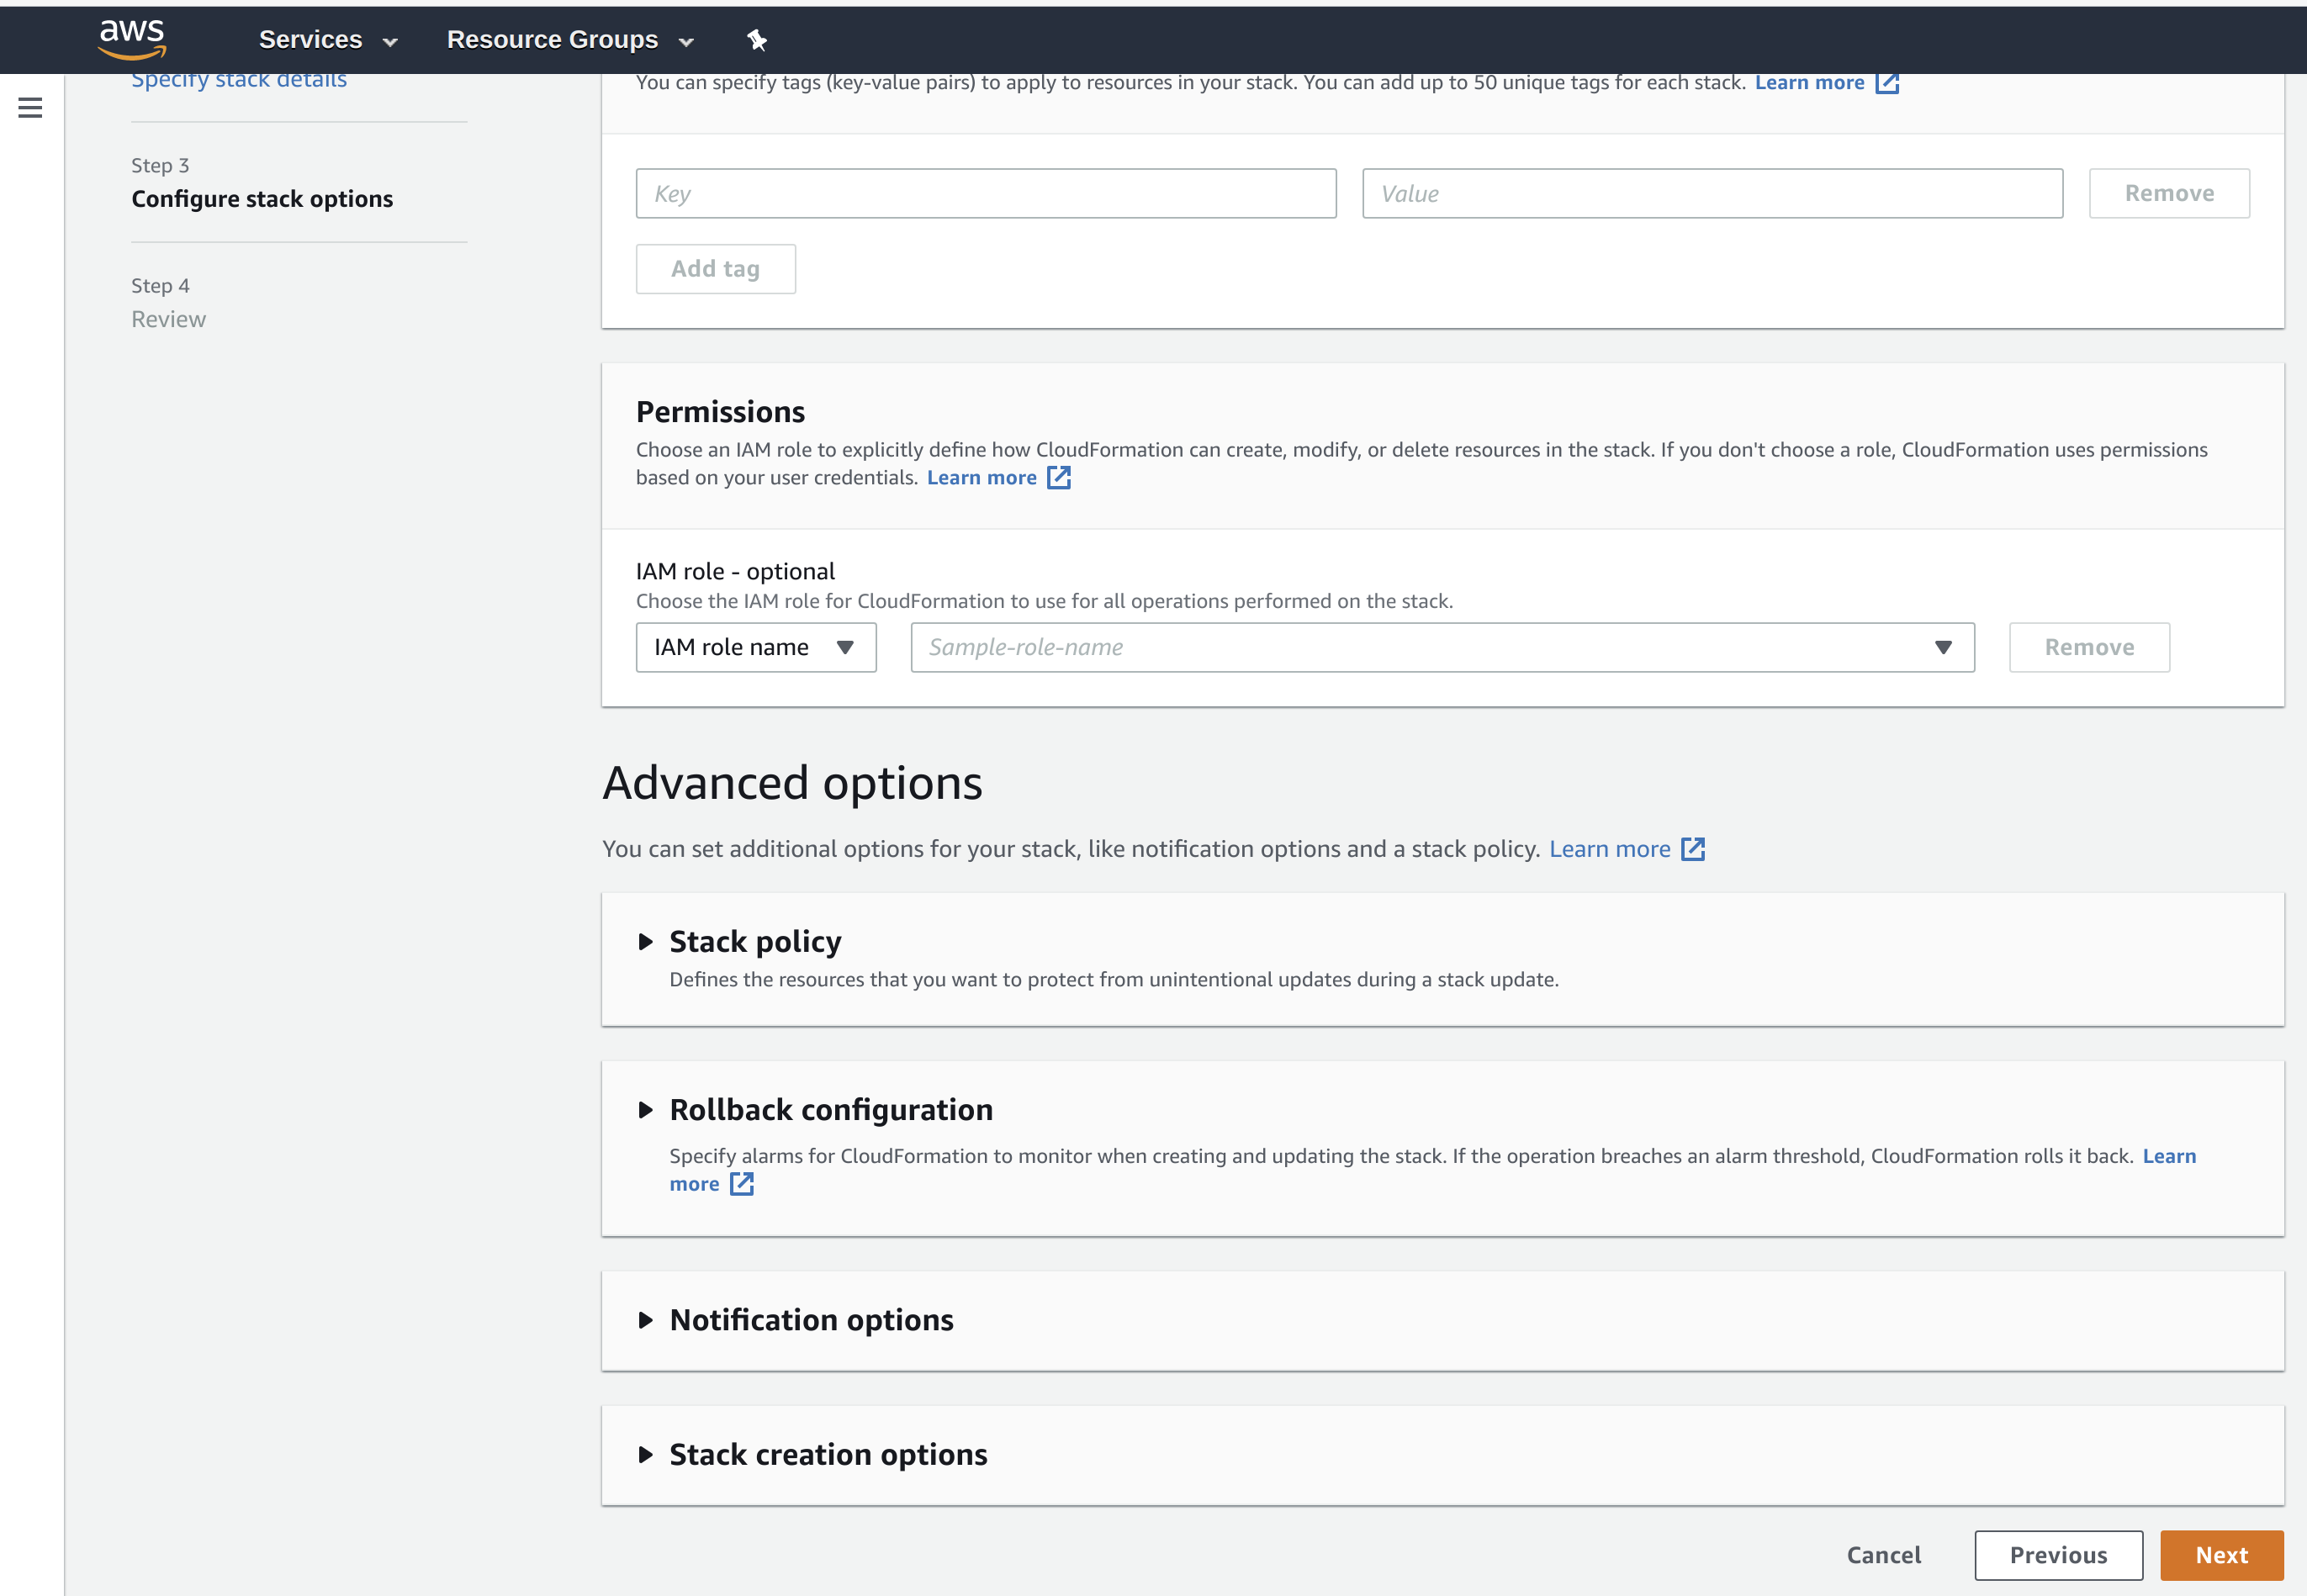 aws
Services
Resource Groups
Specify stack details
Step 3
Configure stack options
Step 4
Review
You can specify tags (key-value pairs) to apply to resources in your stack. You can add up to 50 unique tags for each stack. Learn more
Key
Value
Remove
Add tag
Permissions
Choose an IAM role to explicitly define how CloudFormation can create, modify, or delete resources in the stack. If you don't choose a role, CloudFormation uses permissions
based on your user credentials. Learn more
IAM role - optional
Choose the IAM role for CloudFormation to use for all operations performed on the stack.
IAM role name
Sample-role-name
Remove
Advanced options
You can set additional options for your stack, like notification options and a stack policy. Learn more
Stack policy
Defines the resources that you want to protect from unintentional updates during a stack update.
Rollback configuration
Specify alarms for CloudFormation to monitor when creating and updating the stack. If the operation breaches an alarm threshold, CloudFormation rolls it back. Learn
more
Notification options
Stack creation options
Cancel
Previous
Next